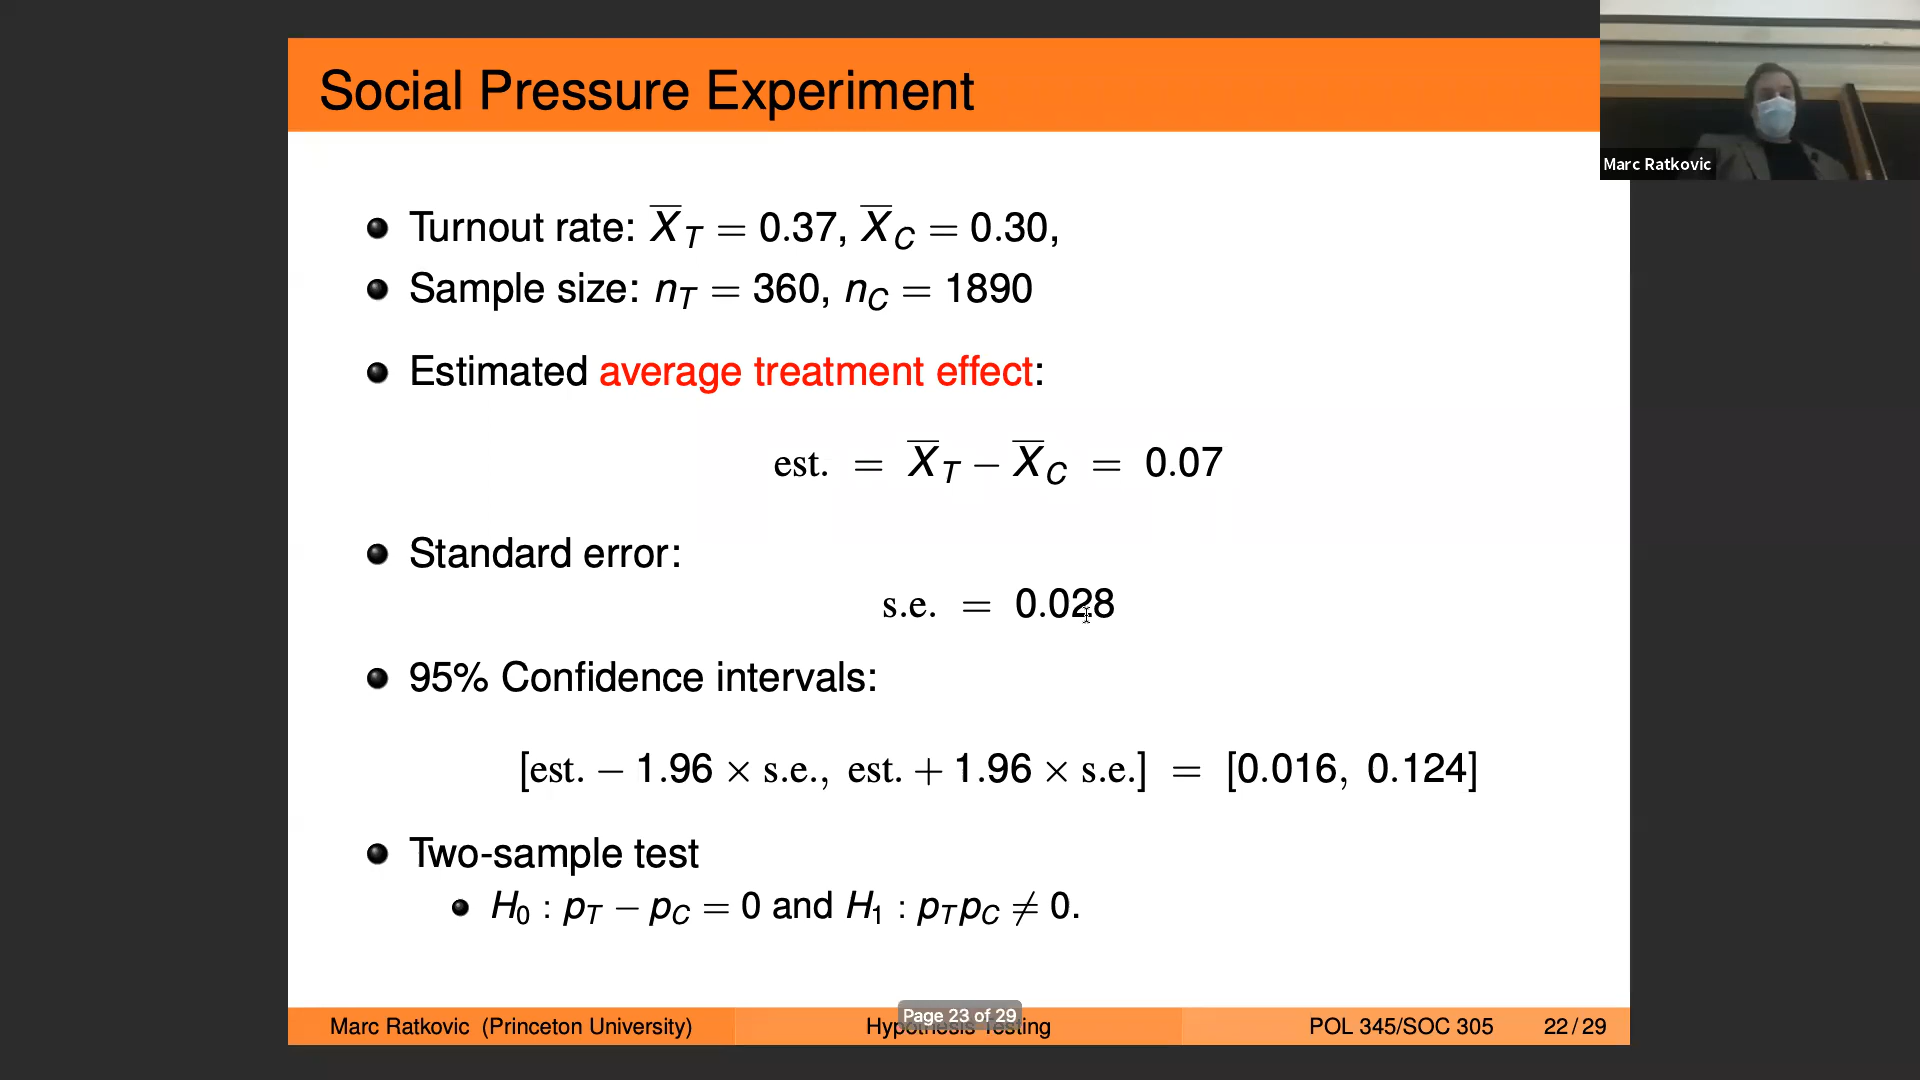 Social Pressure Experiment
Marc Ratkovic
Turnout rate: X̅_T = 0.37, X̅_C = 0.30,
Sample size: n_T = 360, n_C = 1890
Estimated average treatment effect:
est. = X̅_T − X̅_C = 0.07
Standard error:
s.e. = 0.028
95% Confidence intervals:
[est. − 1.96 × s.e., est. + 1.96 × s.e.] = [0.016, 0.124]
Two-sample test
H_0 : p_T − p_C = 0 and H_1 : p_T p_C ≠ 0.
Page 23 of 29
Marc Ratkovic (Princeton University) Hypothesis Testing POL 345/SOC 305 22 / 29